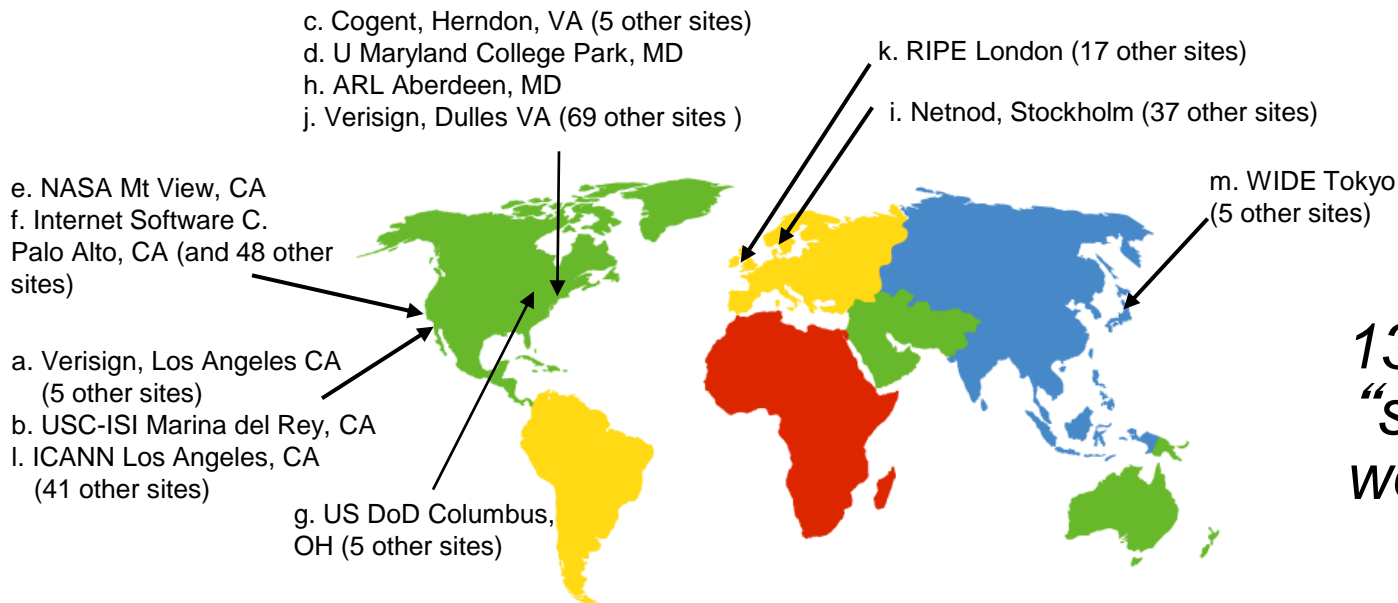 c. Cogent, Herndon, VA (5 other sites)
d. U Maryland College Park, MD
h. ARL Aberdeen, MD
j. Verisign, Dulles VA (69 other sites )
k. RIPE London (17 other sites)
i. Netnod, Stockholm (37 other sites)
m. WIDE Tokyo
(5 other sites)
e. NASA Mt View, CA
f. Internet Software C.
Palo Alto, CA (and 48 other
sites)
a. Verisign, Los Angeles CA
(5 other sites)
b. USC-ISI Marina del Rey, CA
l. ICANN Los Angeles, CA
(41 other sites)
g. US DoD Columbus,
OH (5 other sites)
13